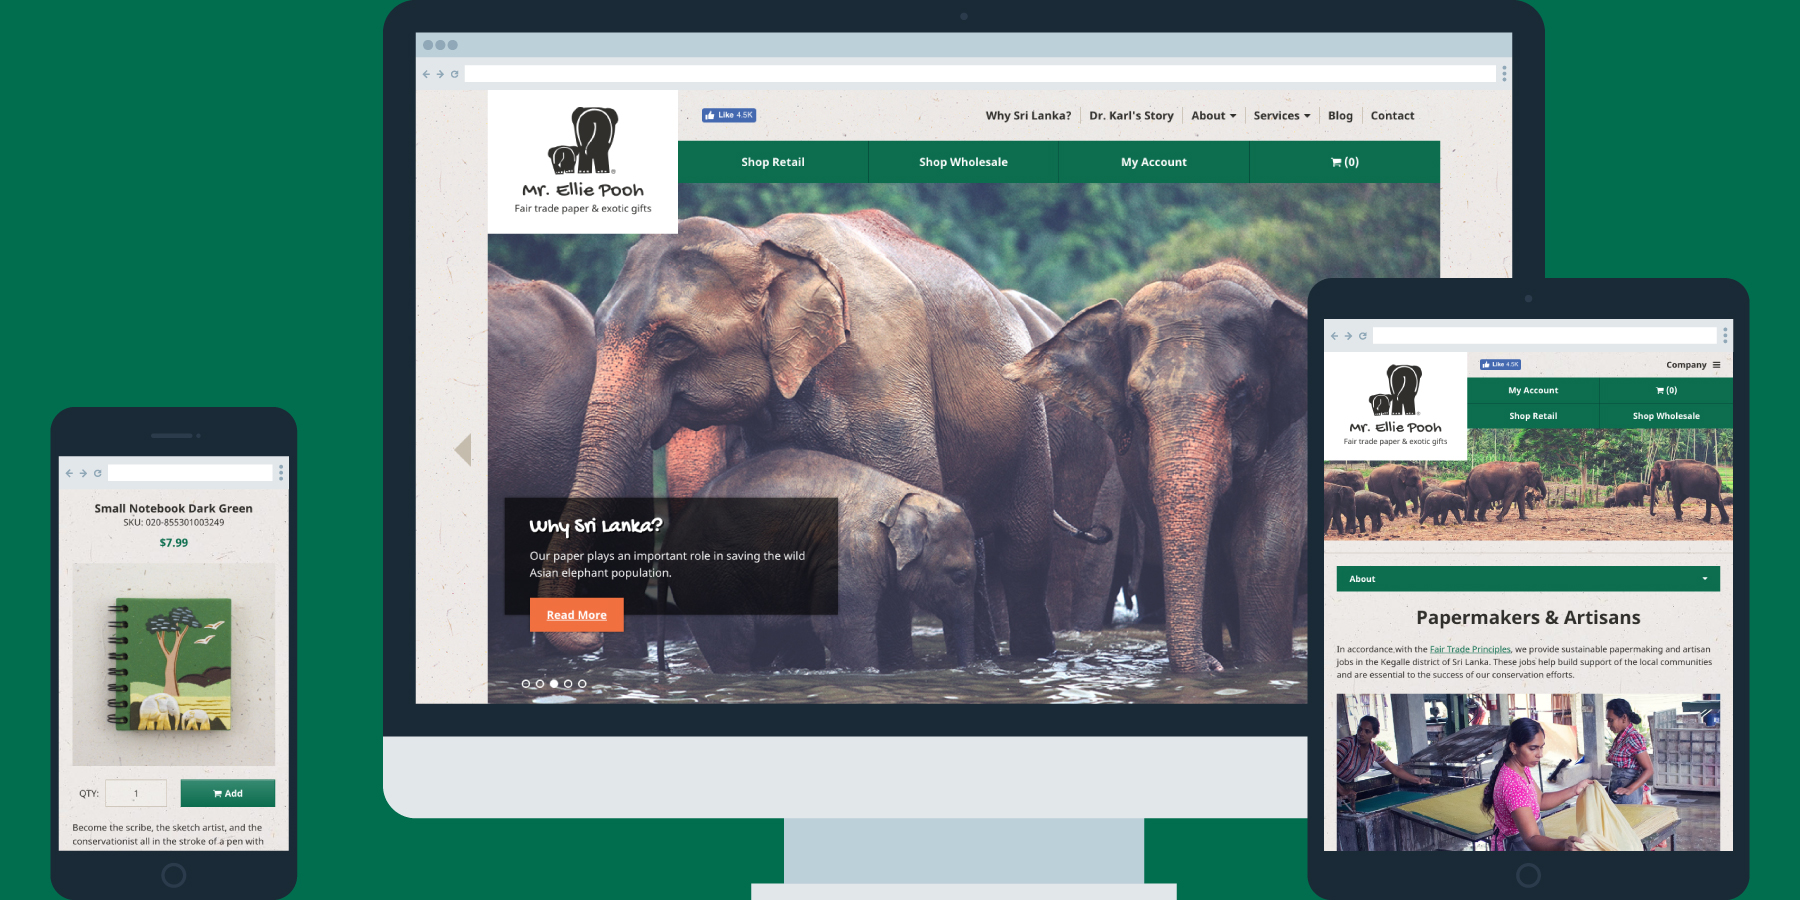 Like 4.5K
Why Sri Lanka?
Dr. Karl's Story
About
Services
Blog
Contact
Mr. Ellie Pooh
Fair trade paper & exotic gifts
Shop Retail
Shop Wholesale
My Account
(0)
Why Sri Lanka?
Our paper plays an important role in saving the wild
Asian elephant population.
Read More
Small Notebook Dark Green
SKU: 020-855301003249
$7.99
QTY:
1
Add
Become the scribe, the sketch artist, and the
conservationist all in the stroke of a pen with
Like 4.5K
Company
Mr. Ellie Pooh
Fair trade paper & exotic gifts
My Account
(0)
Shop Retail
Shop Wholesale
About
Papermakers & Artisans
In accordance with the Fair Trade Principles, we provide sustainable papermaking and artisan
jobs in the Kegalle district of Sri Lanka. These jobs help build support of the local communities
and are essential to the success of our conservation efforts.